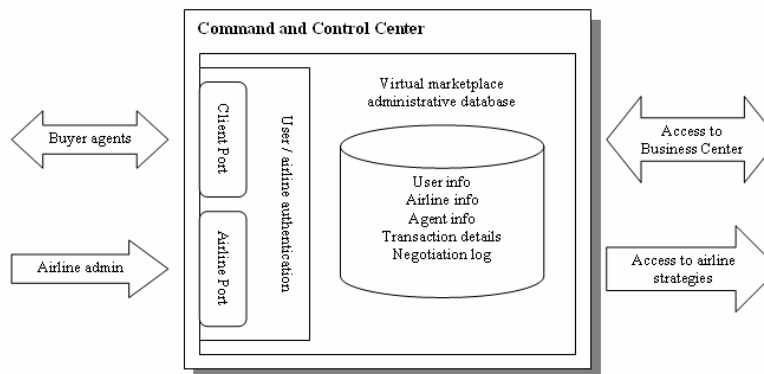 Command and Control Center
Buyer agents
Airline admin
Client Port
Airline Port
User / airline authentication
Virtual marketplace
administrative database
User info
Airline info
Agent info
Transaction details
Negotiation log
Access to
Business Center
Access to airline
strategies